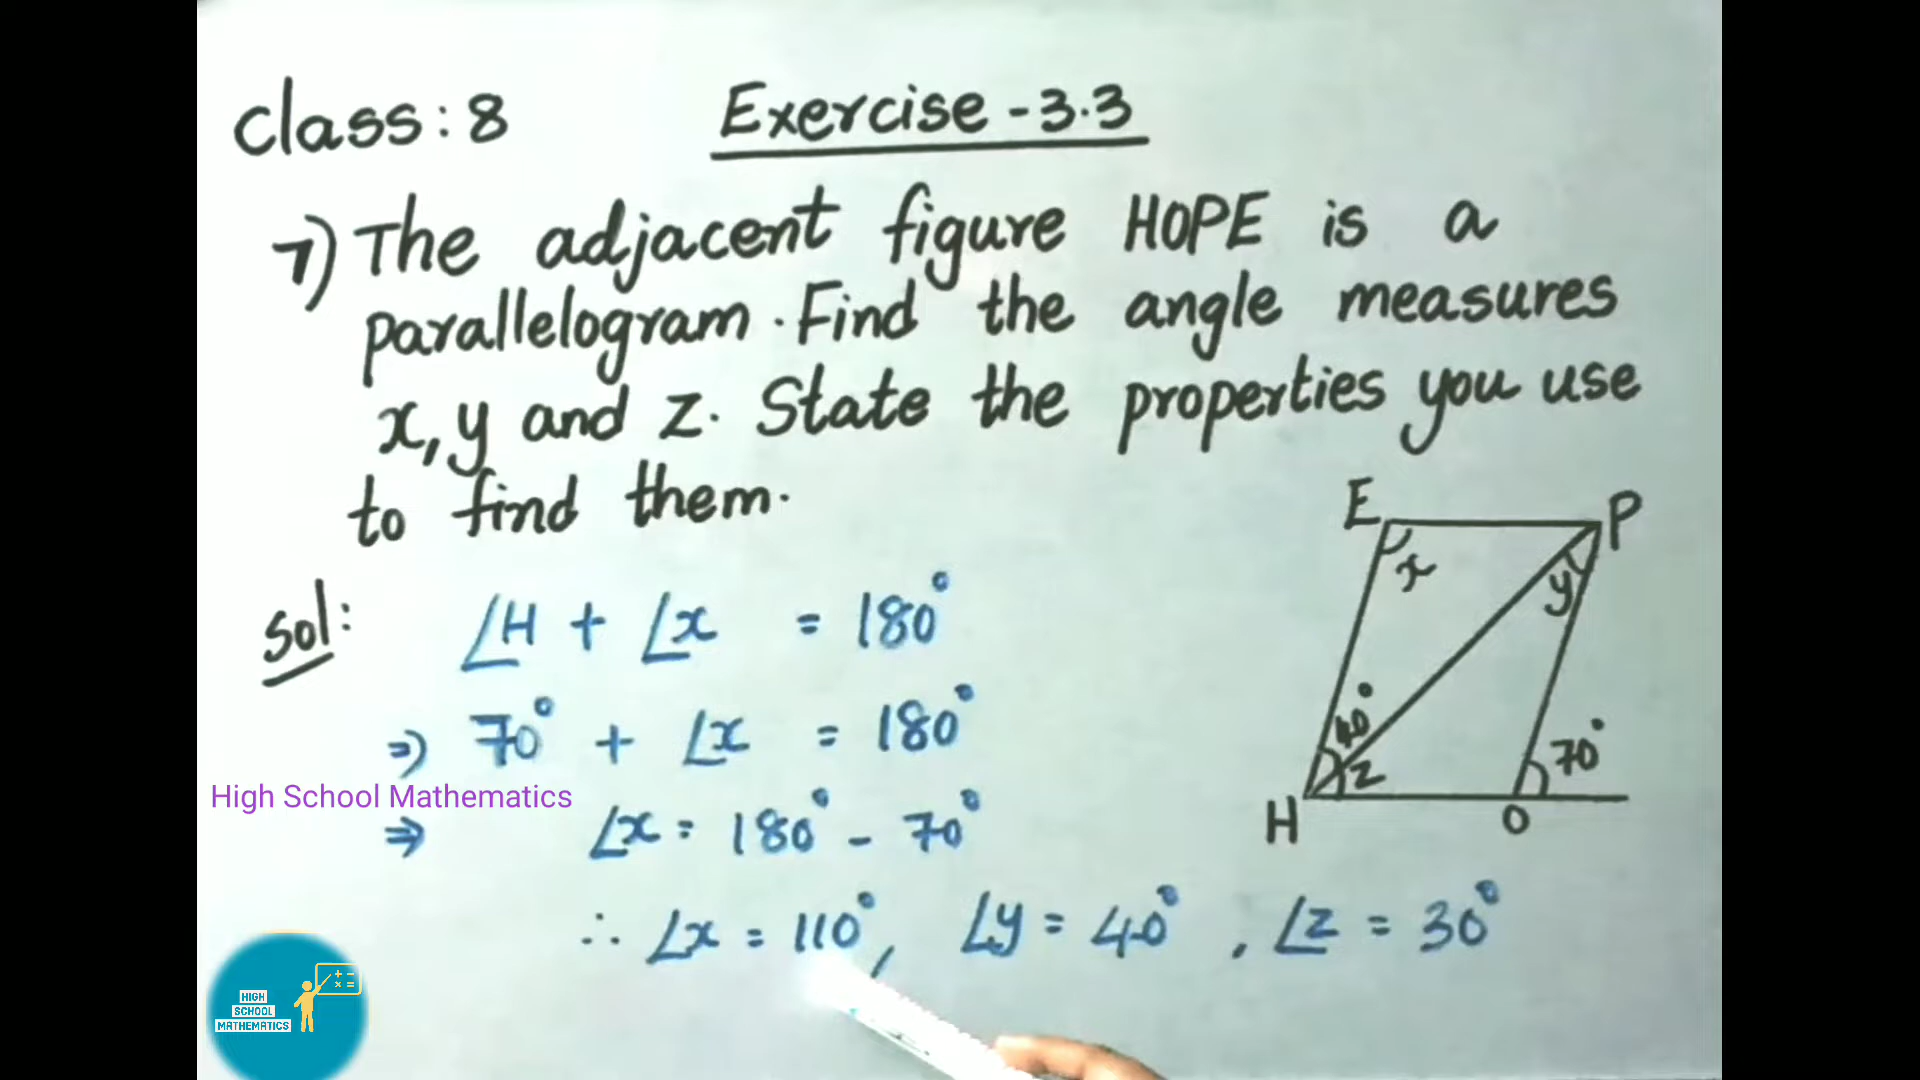 Class: 8 Exercise - 3.3
7) The adjacent figure HOPE is a
parallelogram. Find the angle measures
x, y and z. State the properties you use
to find them.
E P
x
y
Sol: ∠H + ∠x = 180°
⇒ 70° + ∠x = 180°
40°
z 70°
H O
High School Mathematics
⇒ ∠x = 180° - 70°
∴ ∠x = 110°, ∠y = 40°, ∠z = 30°
HIGH
SCHOOL
MATHEMATICS
+ -
× =